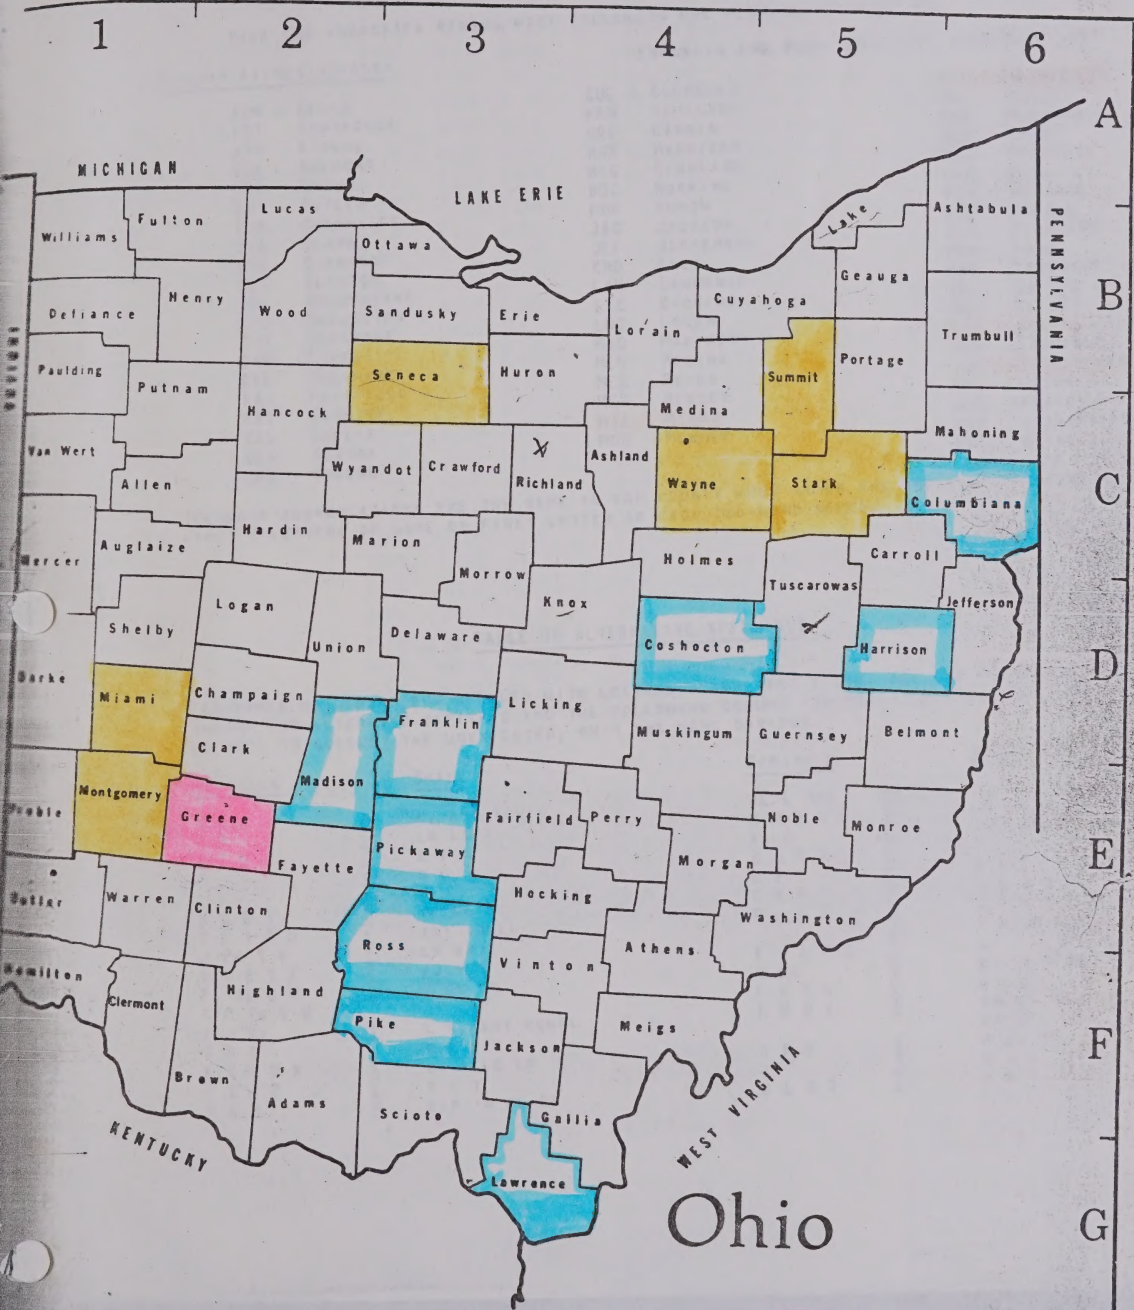 1 2 3 4 5 6
A
MICHIGAN
LAKE ERIE
PENNSYLVANIA
Williams
Fulton
Lucas
Ottawa
Lake
Ashtabula
Geauga
Defiance
Henry
Wood
Sandusky
Erie
Lorain
Cuyahoga
B
Trumbull
Paulding
Putnam
Hancock
Seneca
Huron
Medina
Summit
Portage
Mahoning
Van Wert
Allen
Wyandot
Crawford
Richland
Ashland
Wayne
Stark
Columbiana
C
Mercer
Auglaize
Hardin
Marion
Morrow
Holmes
Tuscarawas
Carroll
Jefferson
Shelby
Logan
Union
Delaware
Knox
Coshocton
Harrison
D
Darke
Miami
Champaign
Clark
Madison
Franklin
Licking
Muskingum
Guernsey
Belmont
Preble
Montgomery
Greene
Fayette
Pickaway
Fairfield
Perry
Morgan
Noble
Monroe
E
Butler
Warren
Clinton
Ross
Hocking
Vinton
Athens
Washington
Hamilton
Clermont
Highland
Pike
Jackson
Meigs
F
Brown
Adams
Scioto
Gallia
Lawrence
KENTUCKY
WEST VIRGINIA
Ohio
G